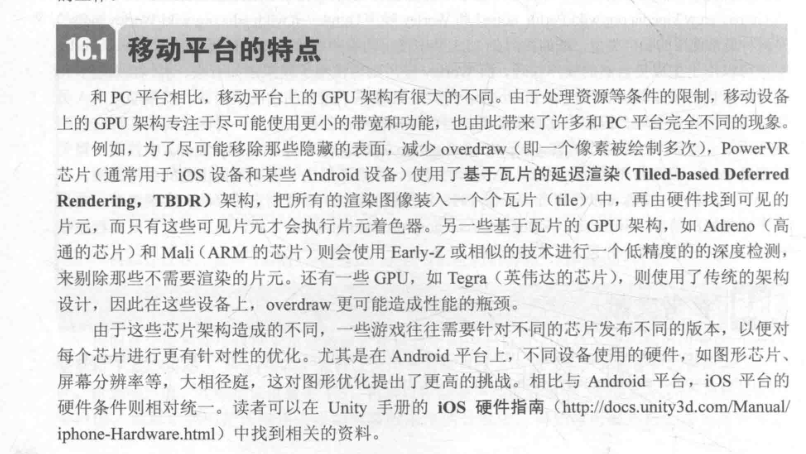 16.1 移动平台的特点
和 PC 平台相比，移动平台上的 GPU 架构有很大的不同。由于处理资源等条件的限制，移动设备
上的 GPU 架构专注于尽可能使用更小的带宽和功能，也由此带来了许多和 PC 平台完全不同的现象。
例如，为了尽可能移除那些隐藏的表面，减少 overdraw（即一个像素被绘制多次），PowerVR
芯片（通常用于 iOS 设备和某些 Android 设备）使用了基于瓦片的延迟渲染（Tiled-based Deferred
Rendering，TBDR）架构，把所有的渲染图像装入一个个瓦片（tile）中，再由硬件找到可见的
片元，而只有这些可见片元才会执行片元着色器。另一些基于瓦片的 GPU 架构，如 Adreno（高
通的芯片）和 Mali（ARM 的芯片）则会使用 Early-Z 或相似的技术进行一个低精度的的深度检测，
来剔除那些不需要渲染的片元。还有一些 GPU，如 Tegra（英伟达的芯片），则使用了传统的架构
设计，因此在这些设备上，overdraw 更可能造成性能的瓶颈。
由于这些芯片架构造成的不同，一些游戏往往需要针对不同的芯片发布不同的版本，以便对
每个芯片进行更有针对性的优化。尤其是在 Android 平台上，不同设备使用的硬件，如图形芯片、
屏幕分辨率等，大相径庭，这对图形优化提出了更高的挑战。相比与 Android 平台，iOS 平台的
硬件条件则相对统一。读者可以在 Unity 手册的 iOS 硬件指南（http://docs.unity3d.com/Manual/
iphone-Hardware.html）中找到相关的资料。